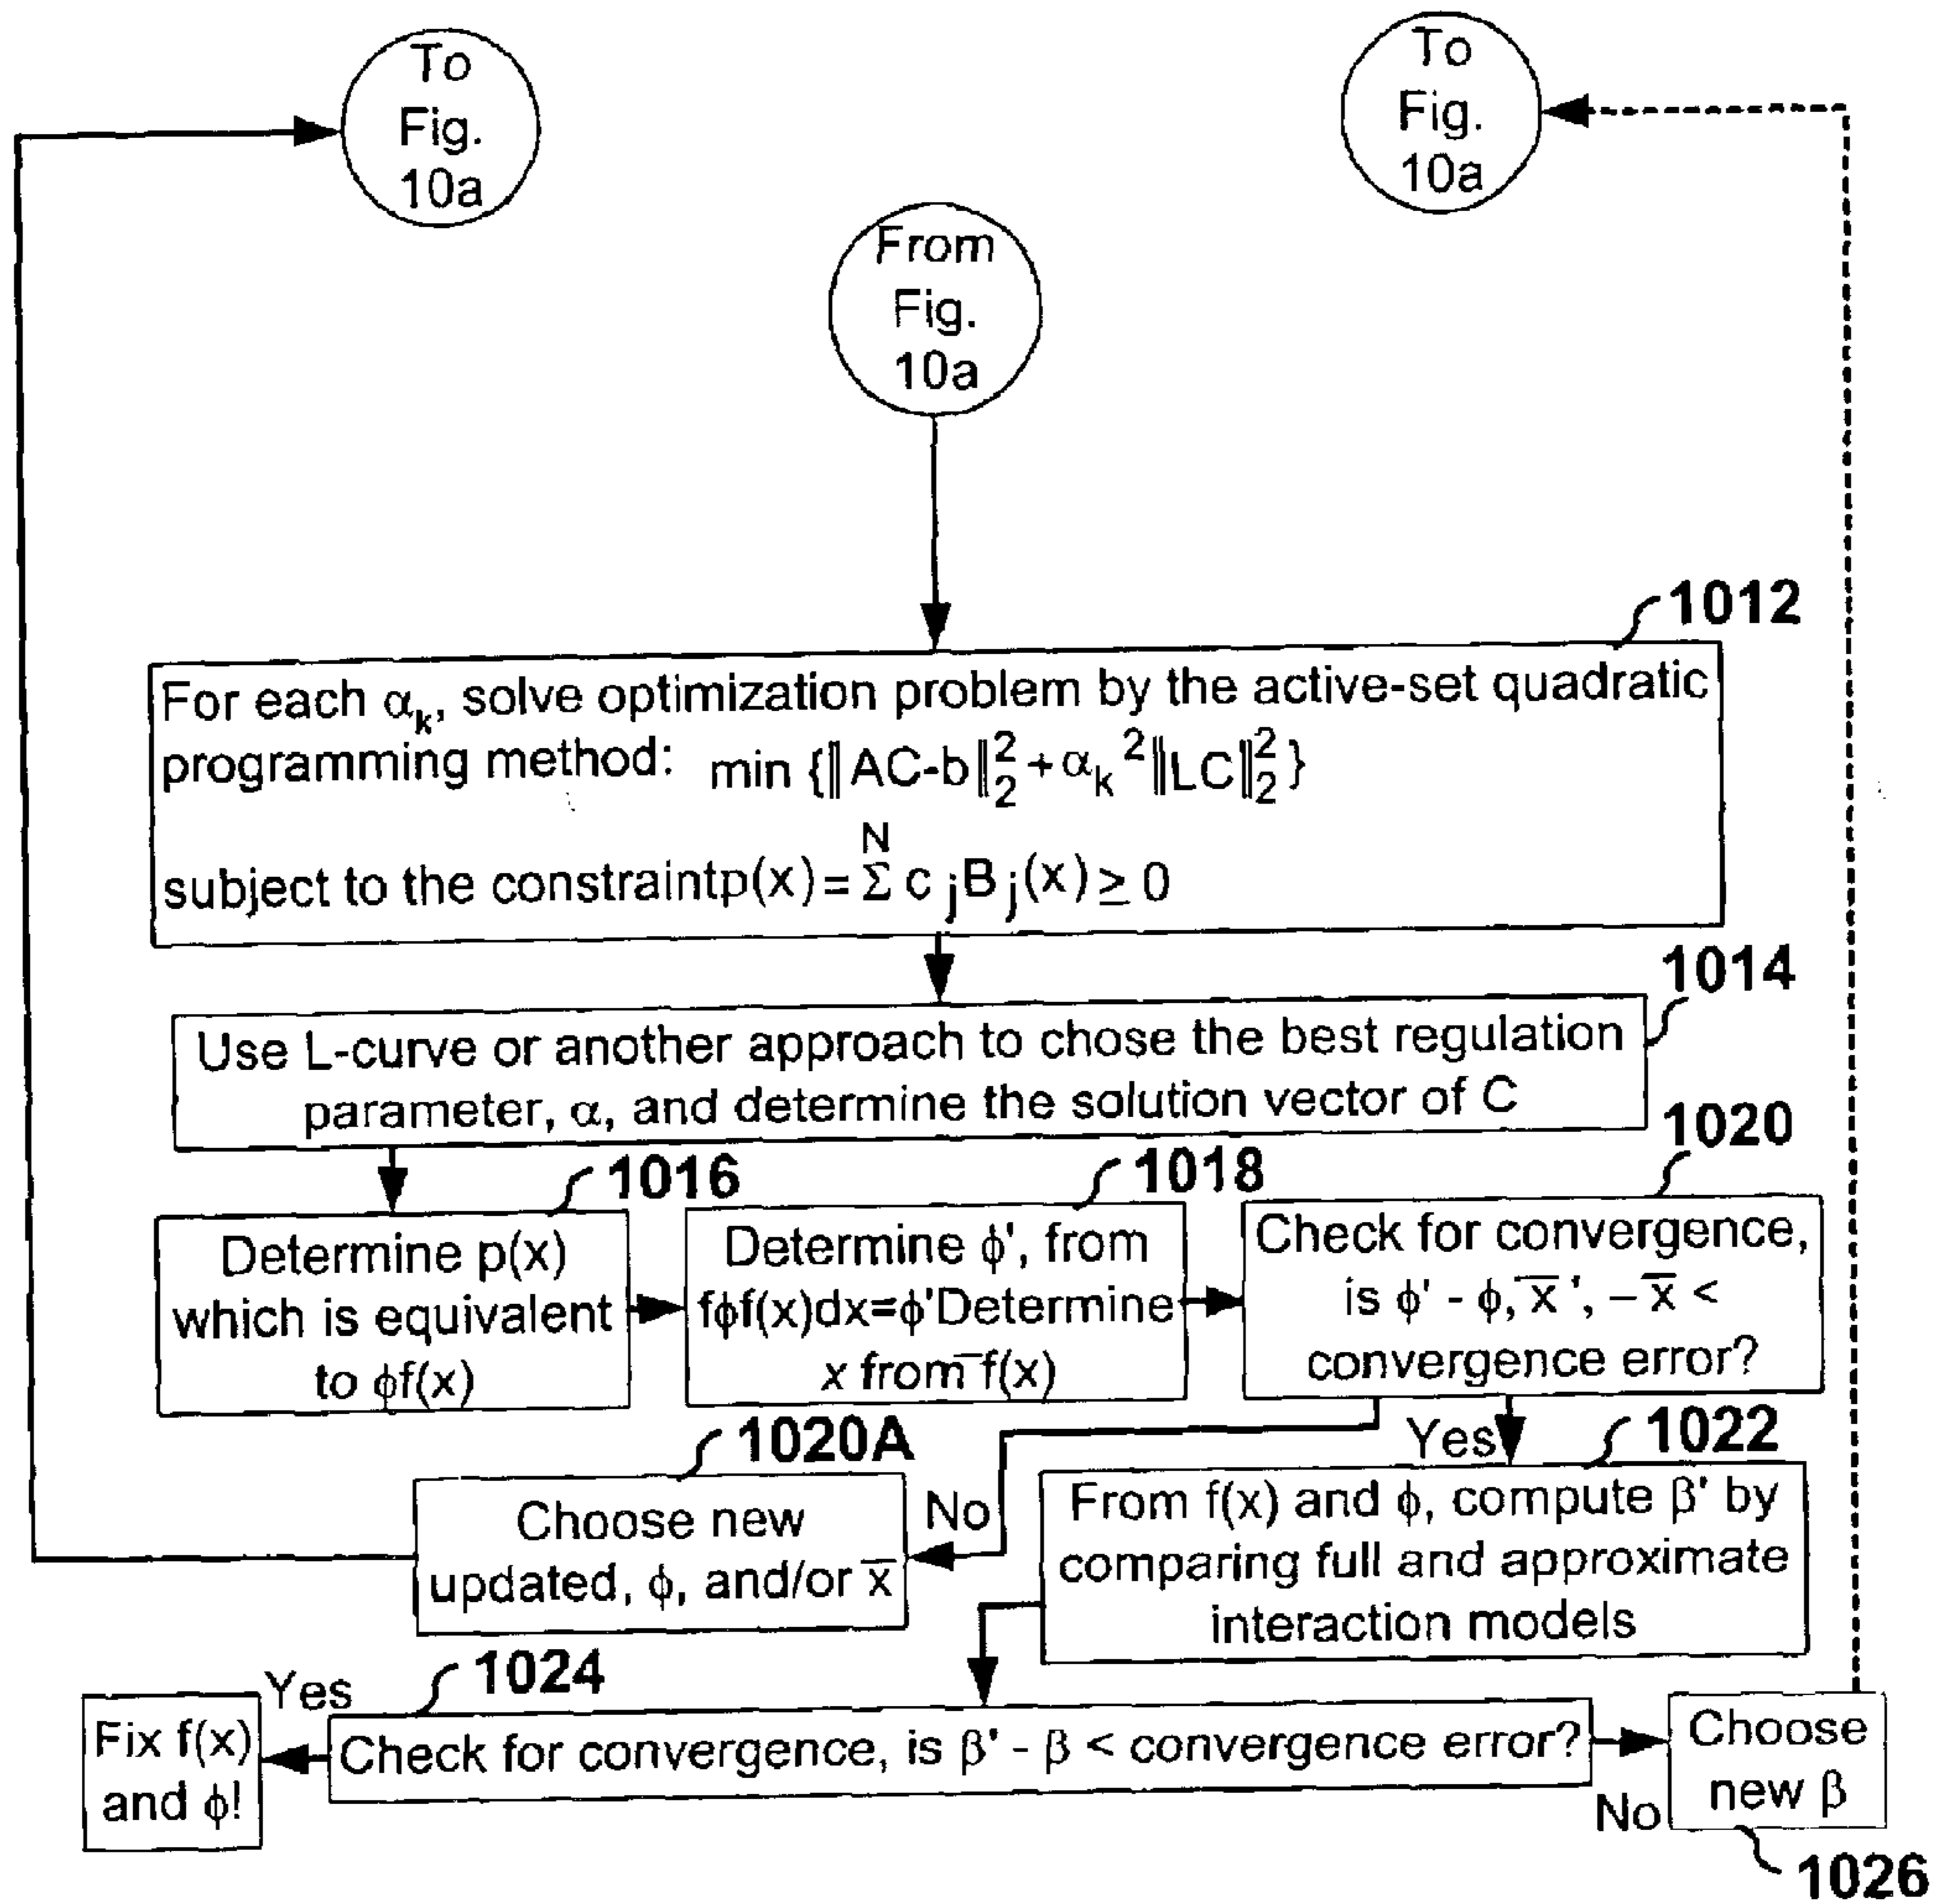 To
Fig.
10a
To
Fig.
10a
From
Fig.
10a
1012
For each αk, solve optimization problem by the active-set quadratic
programming method: min {‖AC-b‖₂² + αk ²‖LC‖₂²}
N
subject to the constraintp(x) = Σ c j B j(x) ≥ 0
1014
Use L-curve or another approach to chose the best regulation
parameter, α, and determine the solution vector of C
1016
Determine p(x)
which is equivalent
to ϕf(x)
1018
Determine ϕ', from
fϕf(x)dx=ϕ'Determine
x from ‾f(x)
1020
Check for convergence,
is ϕ' - ϕ, x̅ ', – x̅ <
convergence error?
1020A
Choose new
updated, ϕ, and/or x̅
No
Yes
1022
From f(x) and ϕ, compute β' by
comparing full and approximate
interaction models
1024
Check for convergence, is β' - β < convergence error?
Yes
Fix f(x)
and ϕ!
No
Choose
new β
1026